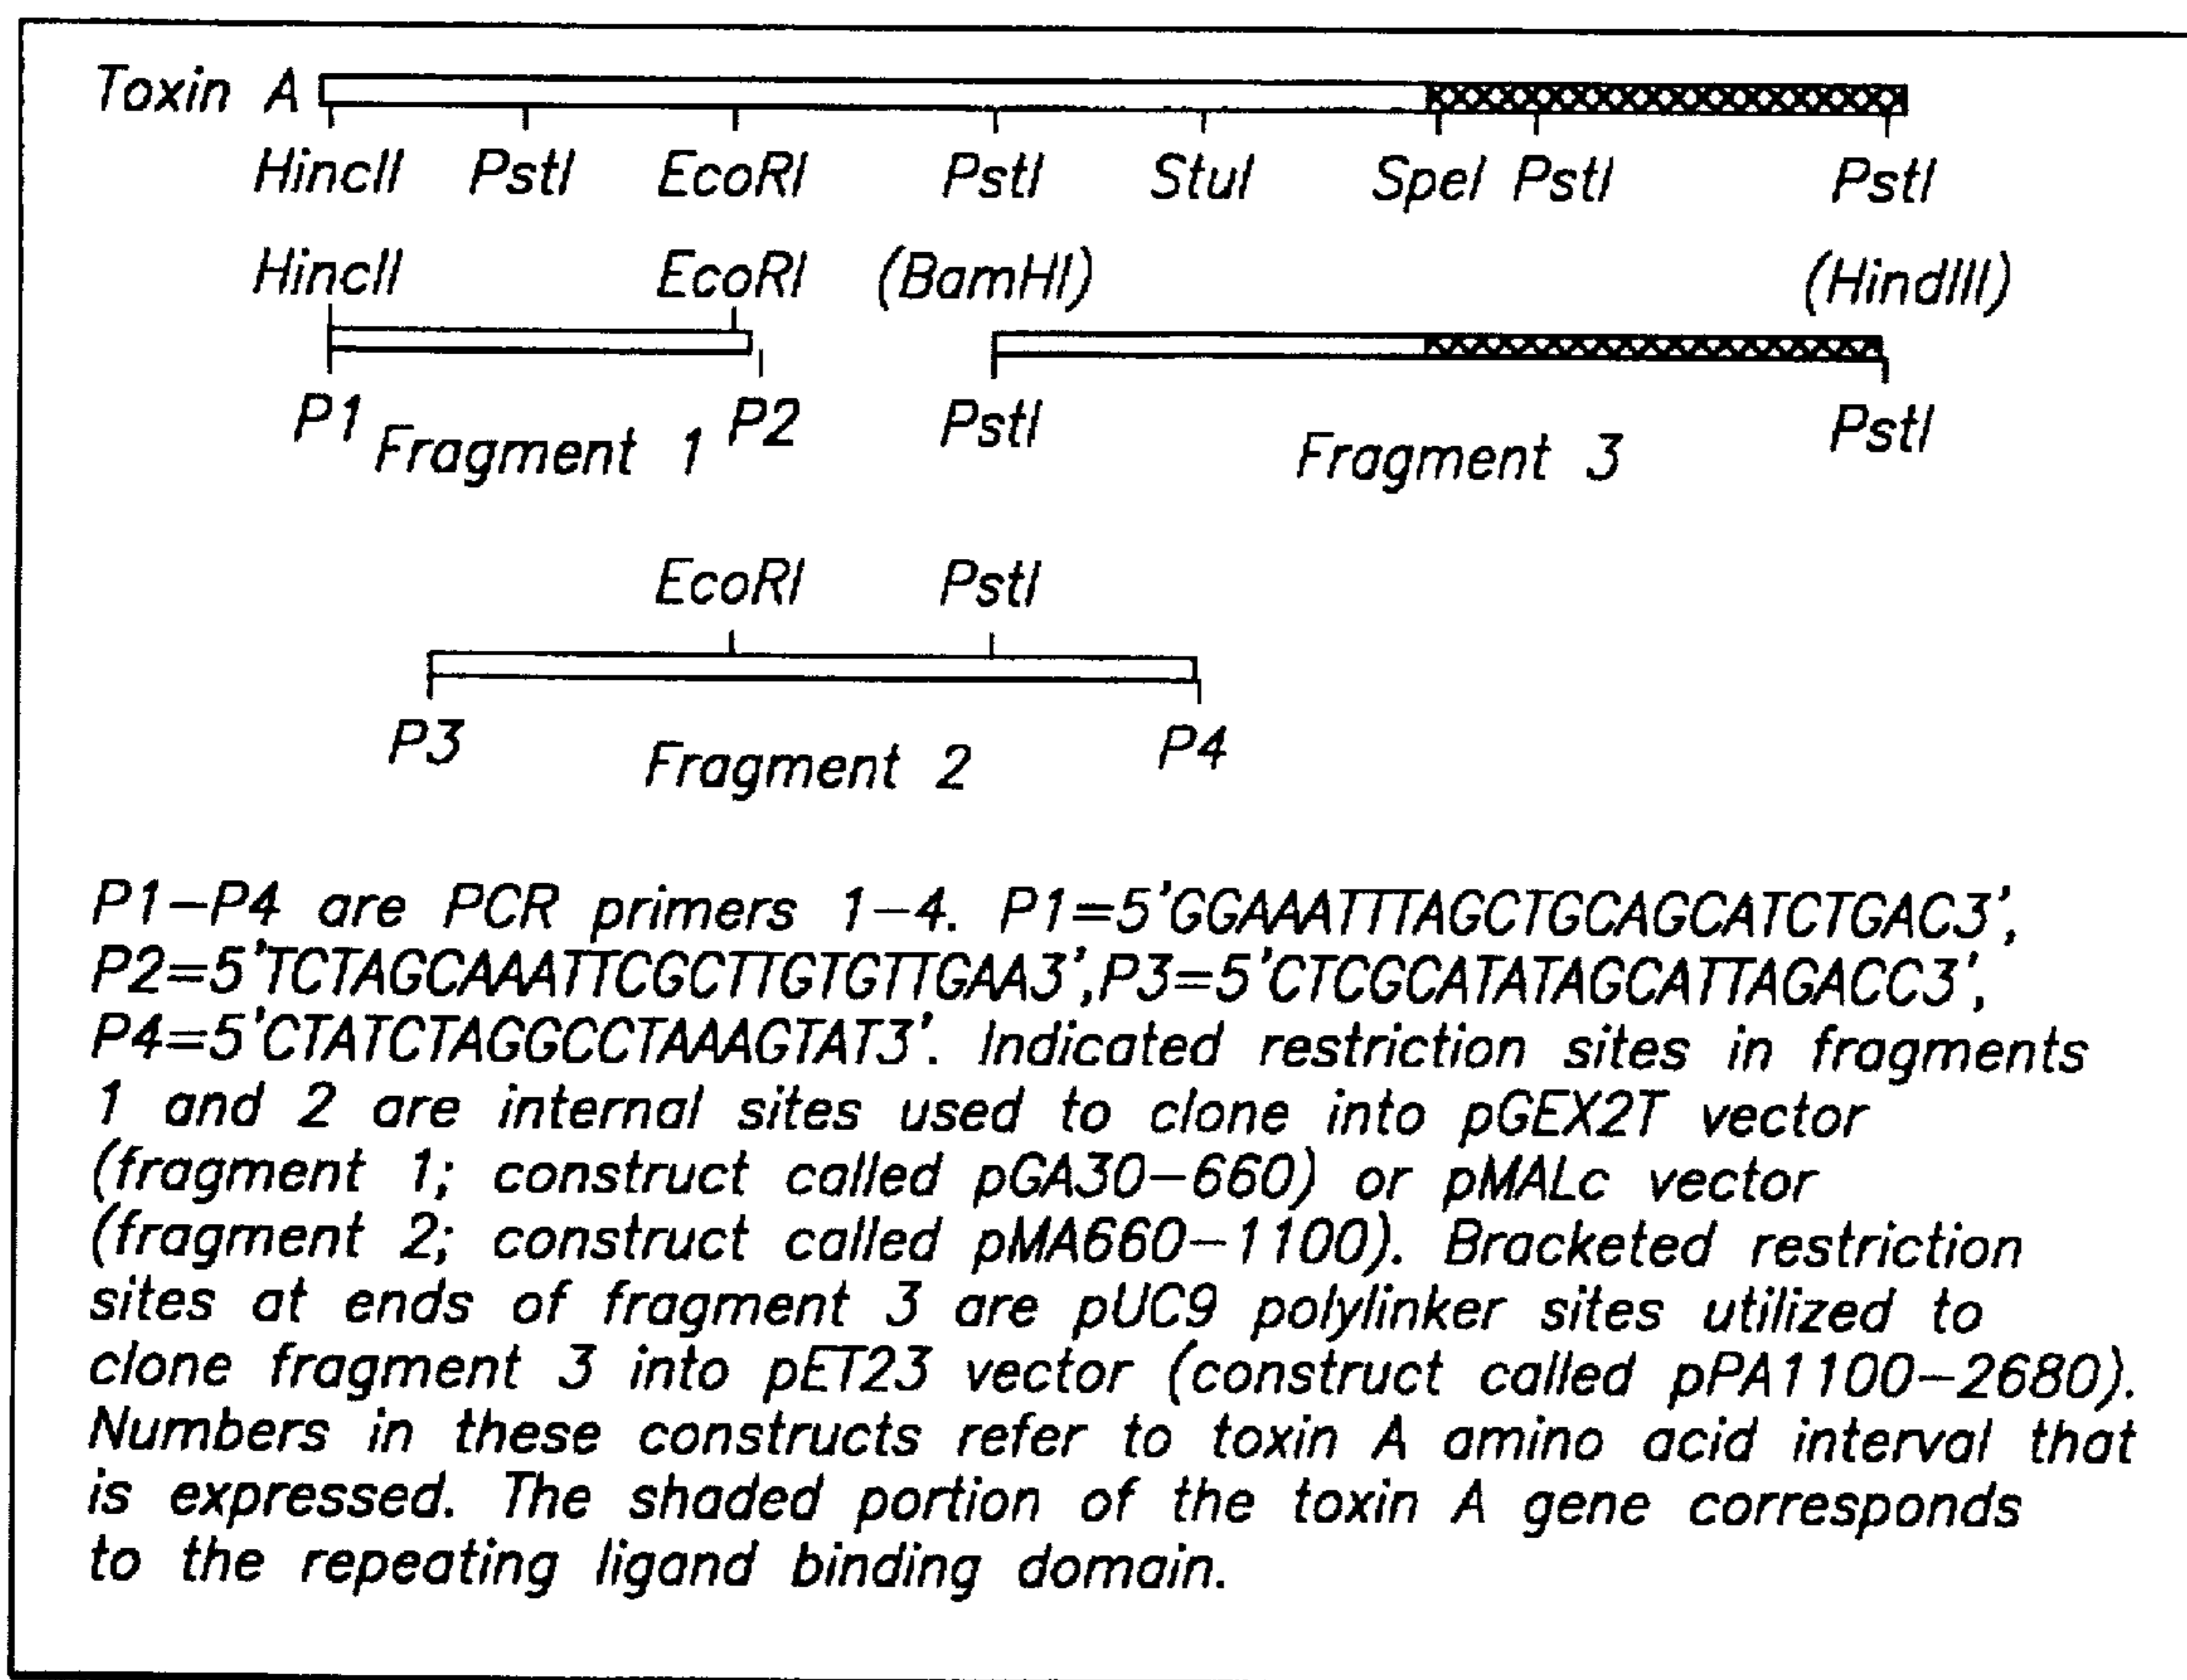 Toxin A
HincII PstI EcoRI PstI StuI SpeI PstI PstI
HincII EcoRI (BamHI) (HindIII)
P1 Fragment 1 P2 PstI Fragment 3 PstI
EcoRI PstI
P3 Fragment 2 P4
P1-P4 are PCR primers 1-4. P1=5'GGAAATTTAGCTGCAGCATCTGAC3',
P2=5'TCTAGCAAATTCGCTTGTGTTGAA3',P3=5'CTCGCATATAGCATTAGACC3',
P4=5'CTATCTAGGCCTAAAGTAT3'. Indicated restriction sites in fragments
1 and 2 are internal sites used to clone into pGEX2T vector
(fragment 1; construct called pGA30-660) or pMALc vector
(fragment 2; construct called pMA660-1100). Bracketed restriction
sites at ends of fragment 3 are pUC9 polylinker sites utilized to
clone fragment 3 into pET23 vector (construct called pPA1100-2680).
Numbers in these constructs refer to toxin A amino acid interval that
is expressed. The shaded portion of the toxin A gene corresponds
to the repeating ligand binding domain.